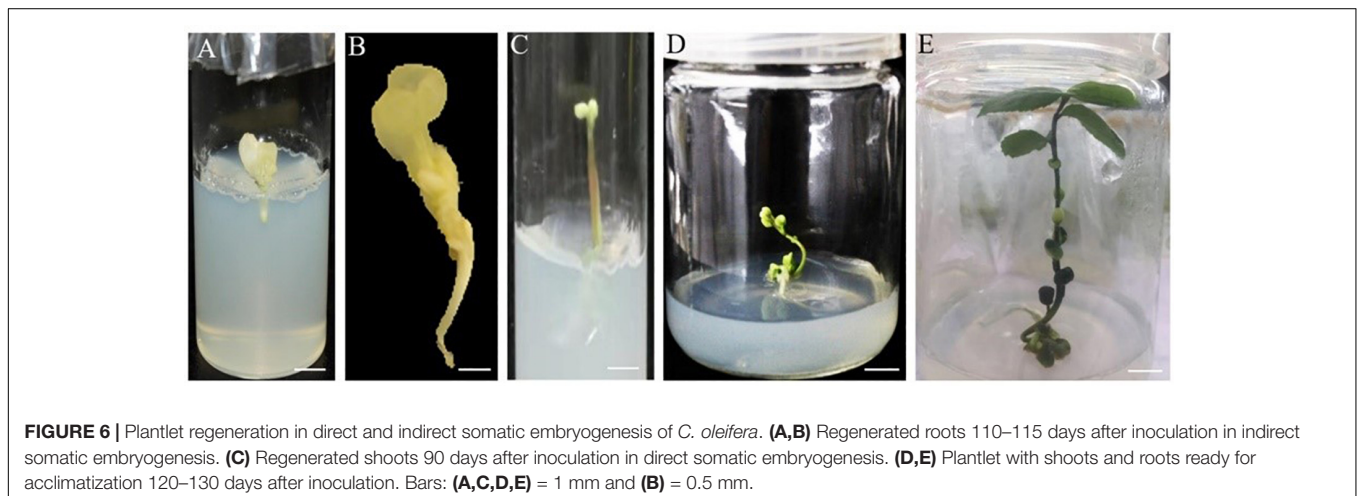 A B C D E
FIGURE 6 | Plantlet regeneration in direct and indirect somatic embryogenesis of C. oleifera. (A,B) Regenerated roots 110–115 days after inoculation in indirect
somatic embryogenesis. (C) Regenerated shoots 90 days after inoculation in direct somatic embryogenesis. (D,E) Plantlet with shoots and roots ready for
acclimatization 120–130 days after inoculation. Bars: (A,C,D,E) = 1 mm and (B) = 0.5 mm.